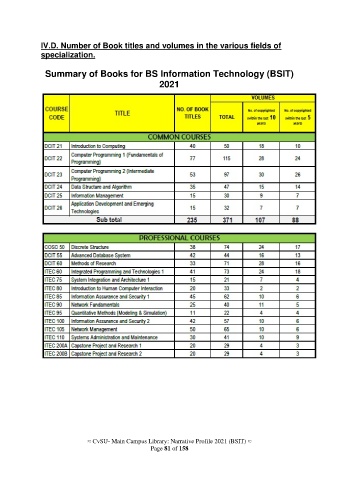 IV.D. Number of Book titles and volumes in the various fields of
specialization.
Summary of Books for BS Information Technology (BSIT)
2021
COURSE CODE TITLE NO. OF BOOK TITLES VOLUMES
TOTAL No. of copyrighted within the last 10 years No. of copyrighted within the last 5 years
COMMON COURSES
DCIT 21 Introduction to Computing 40 50 18 10
DCIT 22 Computer Programming 1 (Fundamentals of Programming) 77 115 28 24
DCIT 23 Computer Programming 2 (Intermediate Programming) 53 97 30 26
DCIT 24 Data Structure and Algorithm 35 47 15 14
DCIT 25 Information Management 15 30 9 7
DCIT 26 Application Development and Emerging Technologies 15 32 7 7
Sub total 235 371 107 88
PROFESSIONAL COURSES
COSC 50 Discrete Structure 38 74 24 17
DCIT 55 Advanced Database System 42 44 16 13
DCIT 60 Methods of Research 33 71 28 16
ITEC 60 Integrated Programming and Technologies 1 41 73 24 18
ITEC 75 System Integration and Architecture 1 15 21 7 4
ITEC 80 Introduction to Human Computer Interaction 20 33 2 2
ITEC 85 Information Assurance and Security 1 45 62 10 6
ITEC 90 Network Fundamentals 25 40 11 5
ITEC 95 Quantitative Methods (Modeling & Simulation) 11 22 4 4
ITEC 100 Information Assurance and Security 2 42 57 10 6
ITEC 105 Network Management 50 65 10 6
ITEC 110 Systems Administration and Maintenance 30 41 10 9
ITEC 200A Capstone Project and Research 1 20 29 4 3
ITEC 200B Capstone Project and Research 2 20 29 4 3
≈ CvSU- Main Campus Library: Narrative Profile 2021 (BSIT) ≈
Page 81 of 158